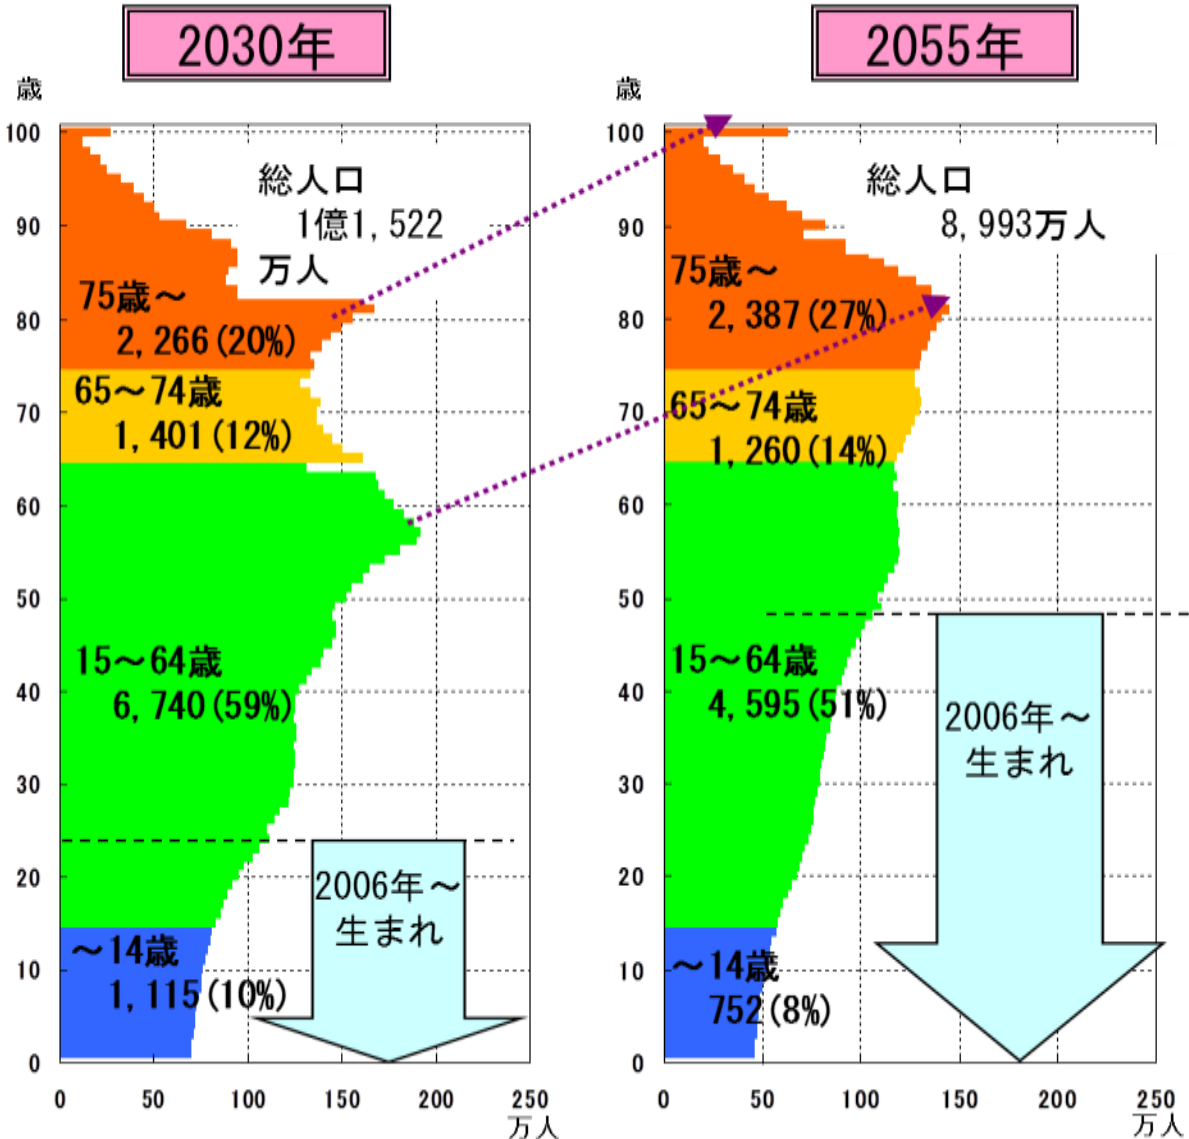 2030年
歳
100
90
80
70
60
50
40
30
20
10
0
総人口
1億1,522
万人
75歳～
2,266(20%)
65～74歳
1,401(12%)
15～64歳
6,740(59%)
2006年～
生まれ
～14歳
1,115(10%)
0 50 100 150 200 250
万人
2055年
歳
100
90
80
70
60
50
40
30
20
10
0
総人口
8,993万人
75歳～
2,387(27%)
65～74歳
1,260(14%)
15～64歳
4,595(51%)
2006年～
生まれ
～14歳
752(8%)
0 50 100 150 200 250
万人